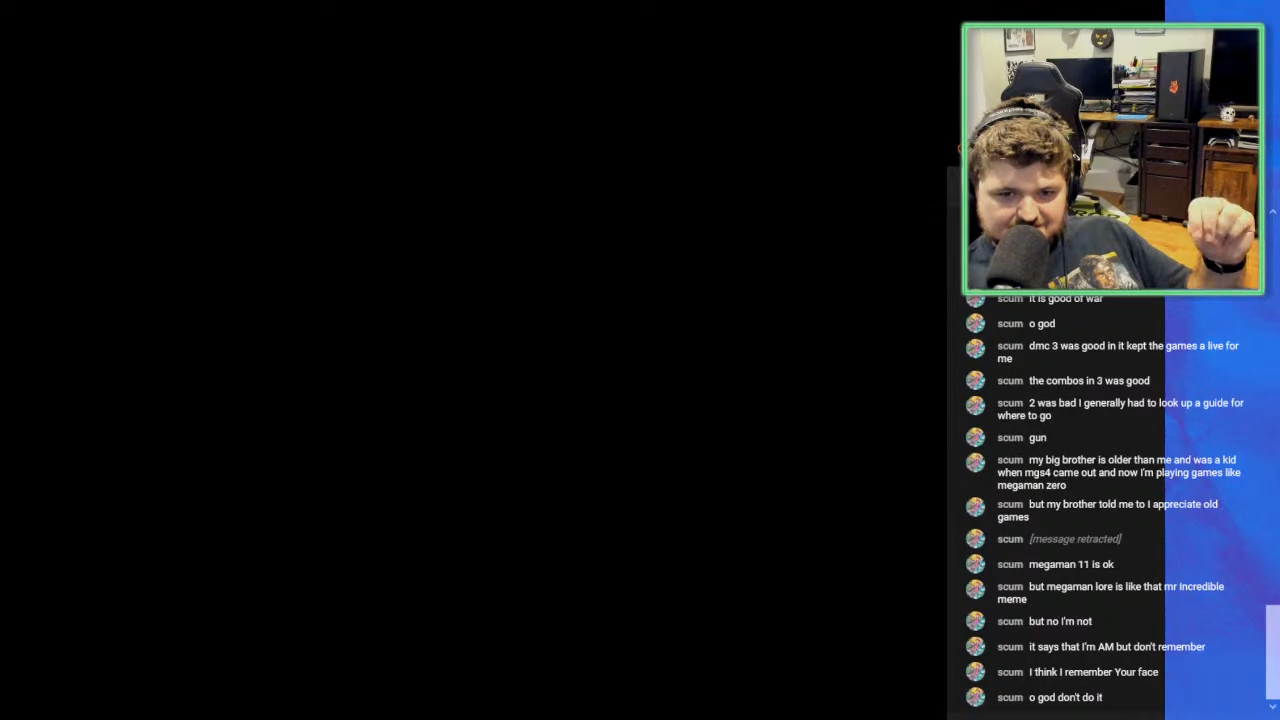 scum it is good of war
scum o god
scum dmc 3 was good in it kept the games a live for
me
scum the combos in 3 was good
scum 2 was bad I generally had to look up a guide for
where to go
scum gun
scum my big brother is older than me and was a kid
when mgs4 came out and now I'm playing games like
megaman zero
scum but my brother told me to I appreciate old
games
scum [message retracted]
scum megaman 11 is ok
scum but megaman lore is like that mr Incredible
meme
scum but no I'm not
scum it says that I'm AM but don't remember
scum I think I remember Your face
scum o god don't do it